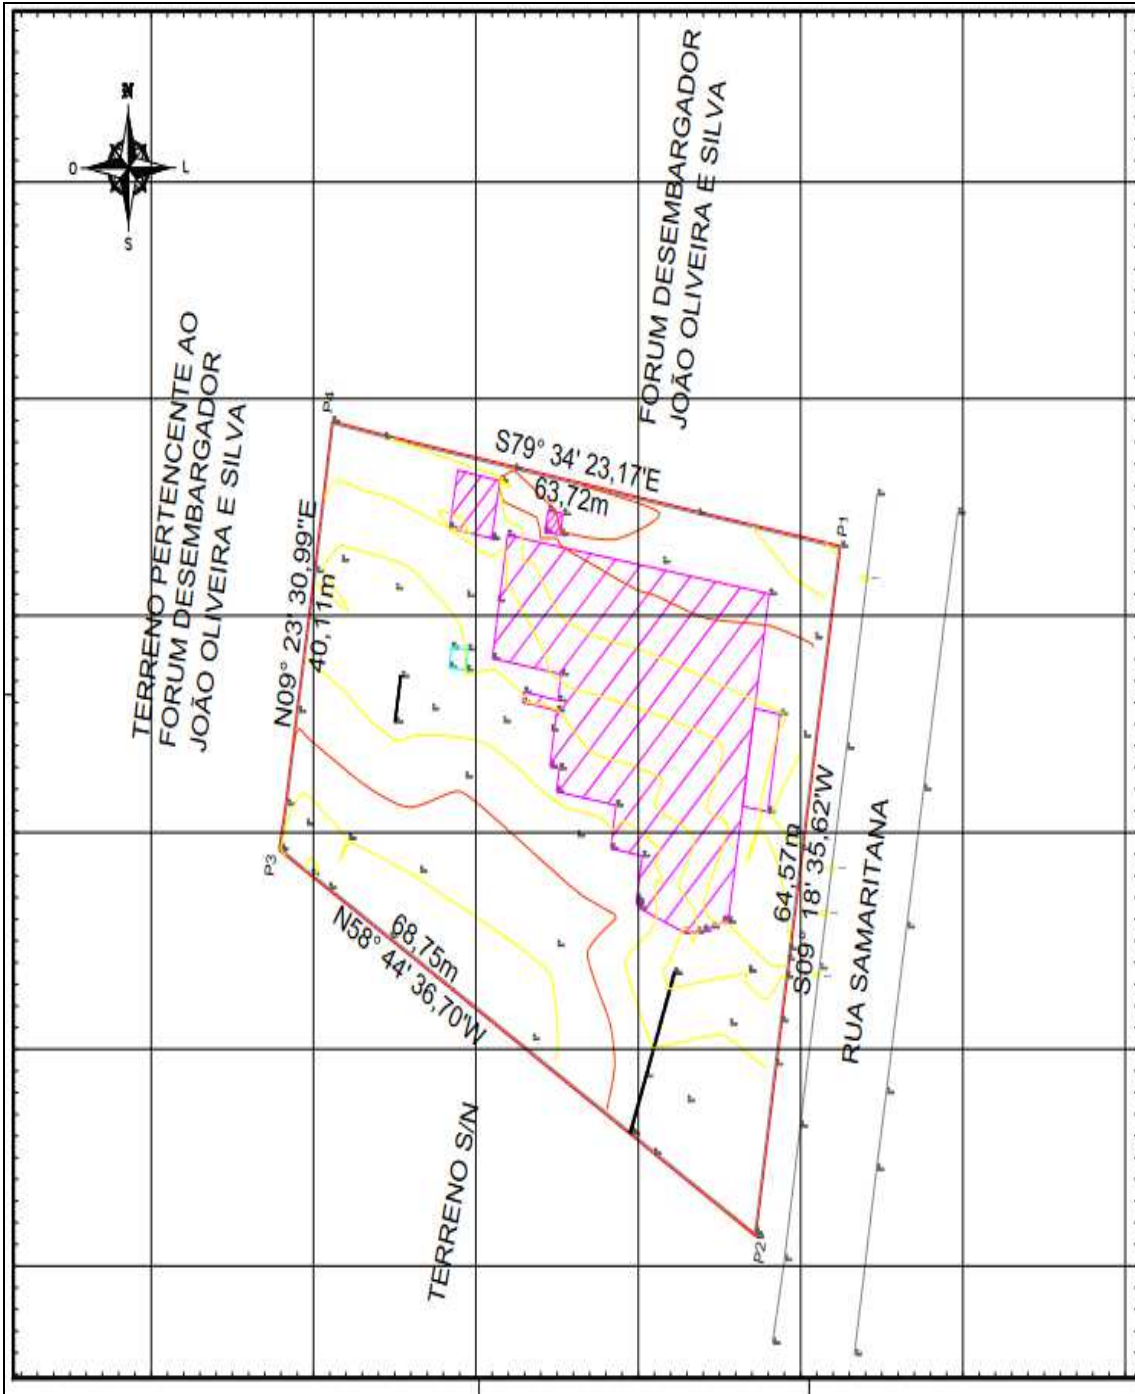 N
O
L
S
FORUM DESEMBARGADOR
JOÃO OLIVEIRA E SILVA
TERRENO PERTENCENTE AO
FORUM DESEMBARGADOR
JOÃO OLIVEIRA E SILVA
P4
S79° 34' 23,17"E
63,72m
P1
N09° 23' 30,99"E
40,11m
P3
68,75m
N58° 44' 36,70"W
64,57m
S09° 18' 35,62"W
RUA SAMARITANA
TERRENO S/N
P2